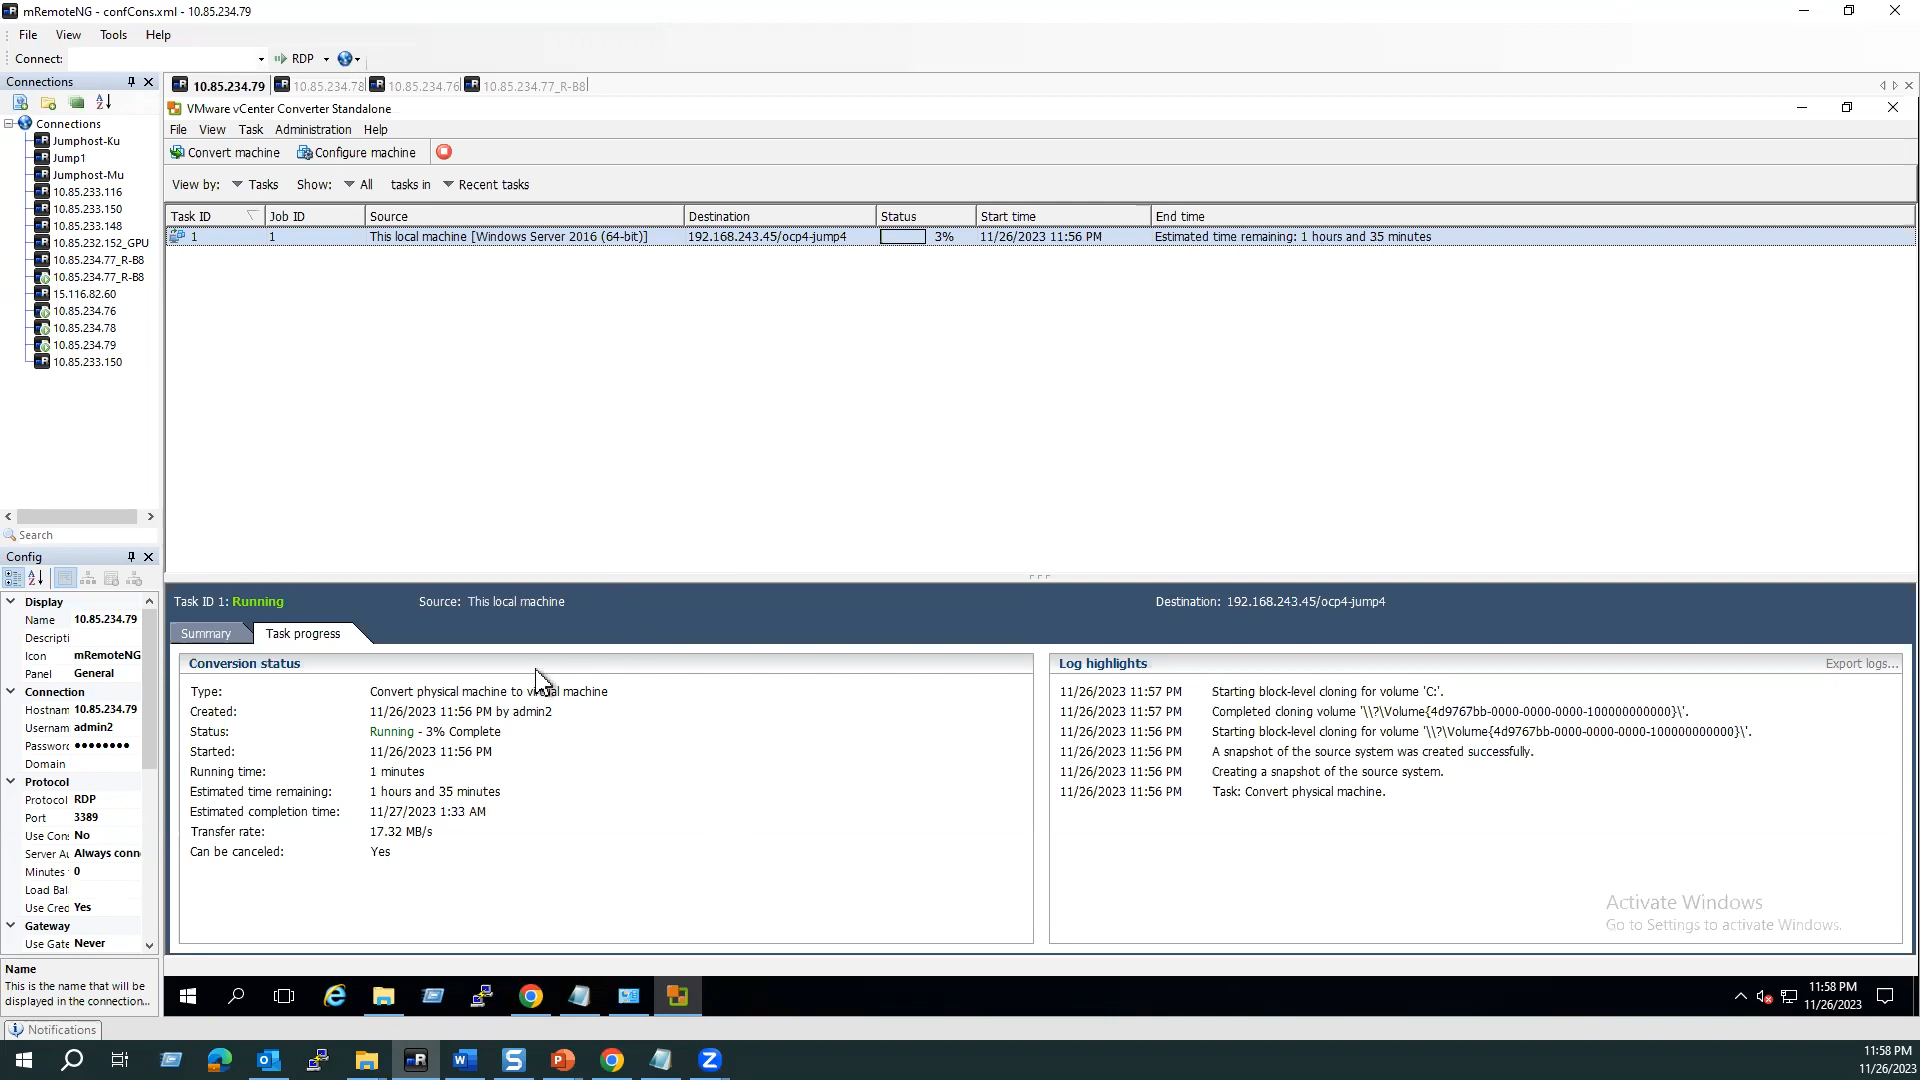 mRemoteNG - confCons.xml - 10.85.234.79
File View Tools Help
Connect: RDP
Connections
10.85.234.79 10.85.234.78 10.85.234.76 10.85.234.77_R-B8
Connections
Jumphost-Ku
Jump1
Jumphost-Mu
10.85.233.116
10.85.233.150
10.85.233.148
10.85.232.152_GPU
10.85.234.77_R-B8
10.85.234.77_R-B8
15.116.82.60
10.85.234.76
10.85.234.78
10.85.234.79
10.85.233.150
Search
Config
Display
Name 10.85.234.79
Descripti
Icon mRemoteNG
Panel General
Connection
Hostnam 10.85.234.79
Usernam admin2
Password ●●●●●●●●
Domain
Protocol
Protocol RDP
Port 3389
Use Con: No
Server Au Always conn
Minutes 0
Load Bal
Use Cred Yes
Gateway
Use Gate Never
Name
This is the name that will be
displayed in the connection...
Notifications
VMware vCenter Converter Standalone
File View Task Administration Help
Convert machine Configure machine
View by: Tasks Show: All tasks in Recent tasks
Task ID Job ID Source Destination Status Start time End time
1 1 This local machine [Windows Server 2016 (64-bit)] 192.168.243.45/ocp4-jump4 3% 11/26/2023 11:56 PM Estimated time remaining: 1 hours and 35 minutes
Task ID 1: Running Source: This local machine Destination: 192.168.243.45/ocp4-jump4
Summary Task progress
Conversion status
Type: Convert physical machine to virtual machine
Created: 11/26/2023 11:56 PM by admin2
Status: Running - 3% Complete
Started: 11/26/2023 11:56 PM
Running time: 1 minutes
Estimated time remaining: 1 hours and 35 minutes
Estimated completion time: 11/27/2023 1:33 AM
Transfer rate: 17.32 MB/s
Can be canceled: Yes
Log highlights Export logs...
11/26/2023 11:57 PM Starting block-level cloning for volume 'C:'.
11/26/2023 11:57 PM Completed cloning volume '\\?\Volume{4d9767bb-0000-0000-0000-100000000000}\'.
11/26/2023 11:56 PM Starting block-level cloning for volume '\\?\Volume{4d9767bb-0000-0000-0000-100000000000}\'.
11/26/2023 11:56 PM A snapshot of the source system was created successfully.
11/26/2023 11:56 PM Creating a snapshot of the source system.
11/26/2023 11:56 PM Task: Convert physical machine.
Activate Windows
Go to Settings to activate Windows.
11:58 PM
11/26/2023
11:58 PM
11/26/2023